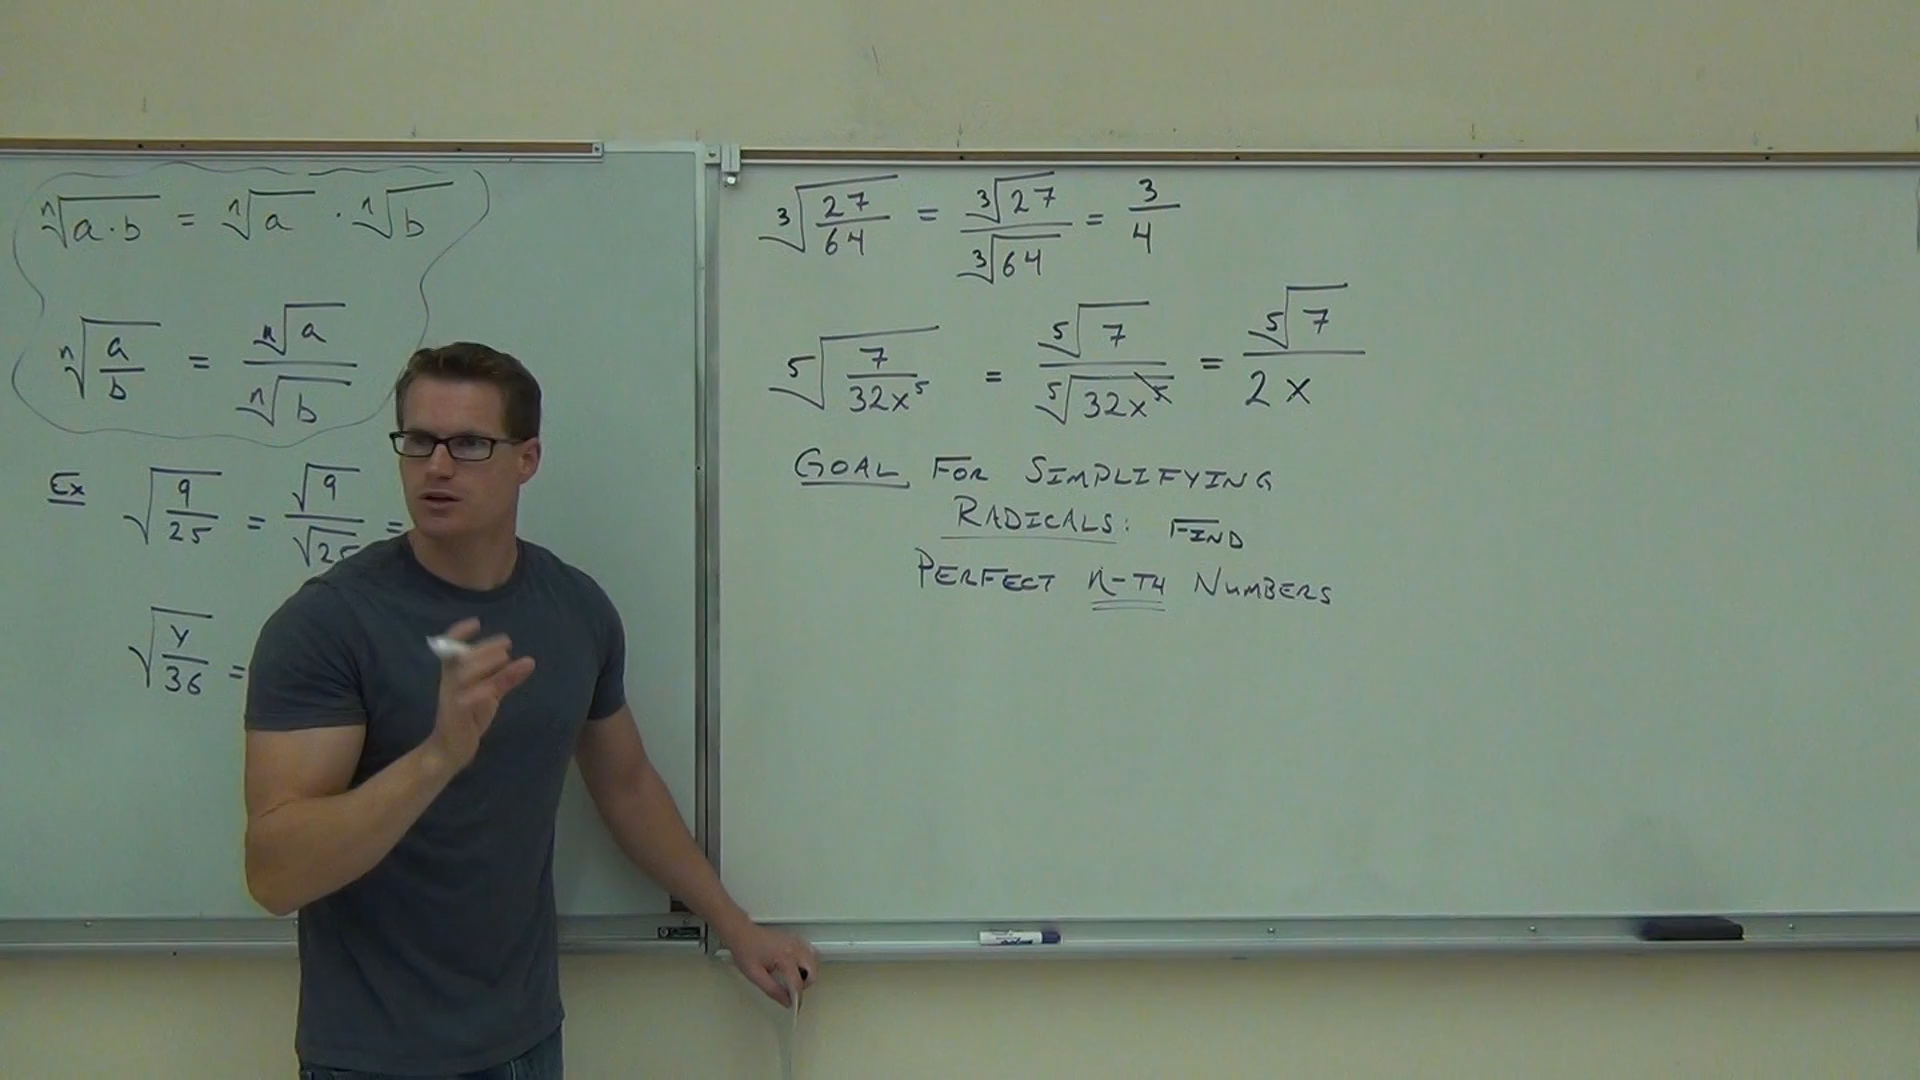 ⁿ√(a·b) = ⁿ√a · ⁿ√b
ⁿ√(a/b) = ⁿ√a / ⁿ√b
Ex √(9/25) = √9 / √25 =
√(y/36) =
³√(27/64) = ³√27 / ³√64 = 3/4
⁵√(7/32x⁵) = ⁵√7 / ⁵√32x⁵ = ⁵√7 / 2x
GOAL FOR SIMPLIFYING
RADICALS: FIND
PERFECT n-TH NUMBERS